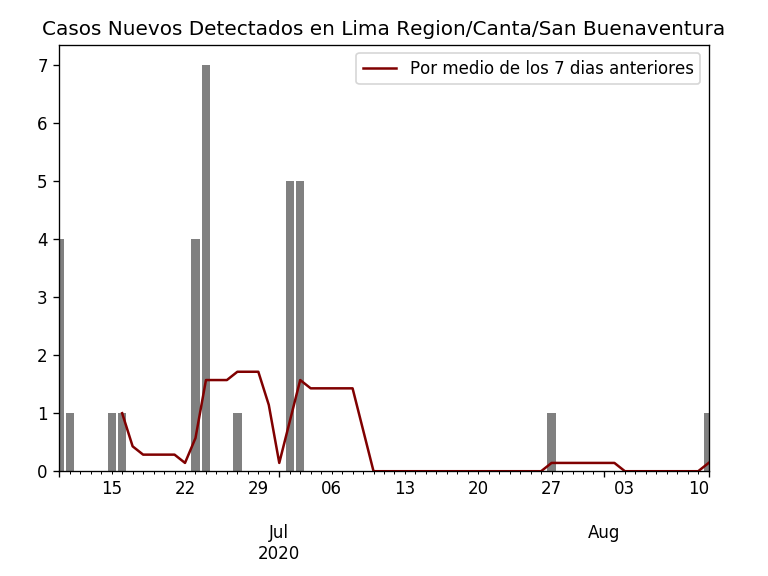 Casos Nuevos Detectados en Lima Region/Canta/San Buenaventura
Por medio de los 7 dias anteriores
7
6
5
4
3
2
1
0
15 22 29 06 13 20 27 03 10
Jul Aug
2020